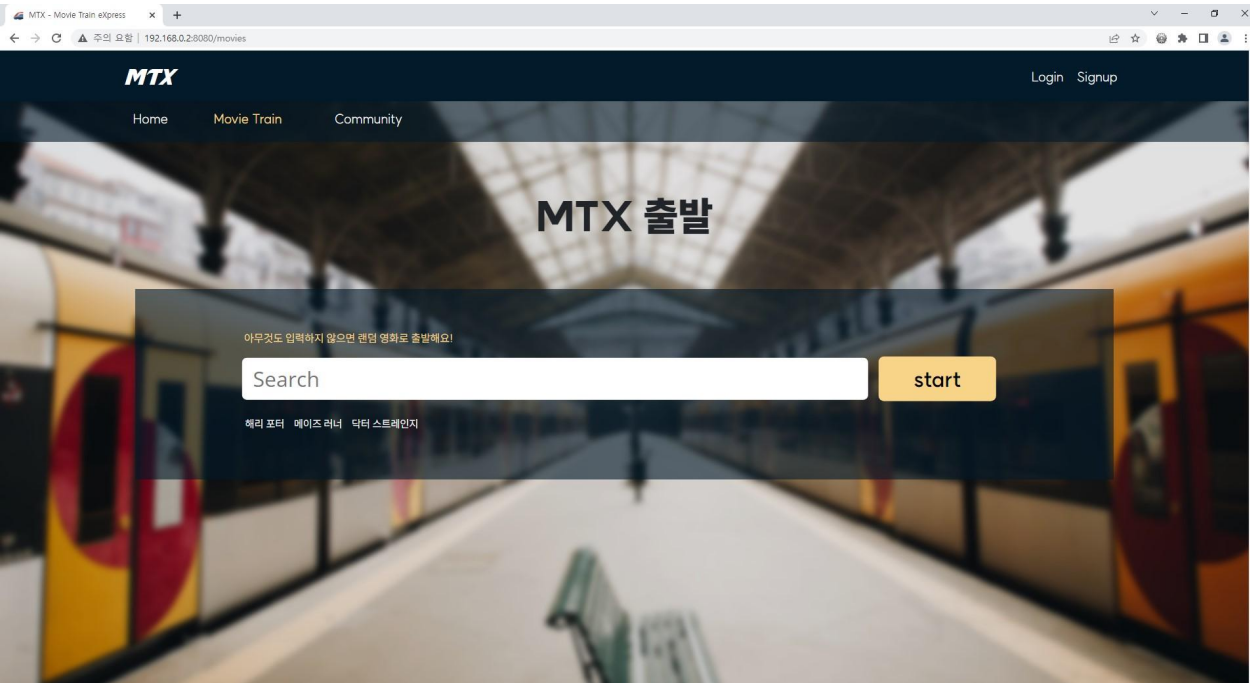 MTX - Movie Train eXpress
주의 요함 | 192.168.0.2:8080/movies
MTX
Login Signup
Home Movie Train Community
MTX 출발
아무것도 입력하지 않으면 랜덤 영화로 출발해요!
Search
start
해리 포터 메이즈 러너 닥터 스트레인지